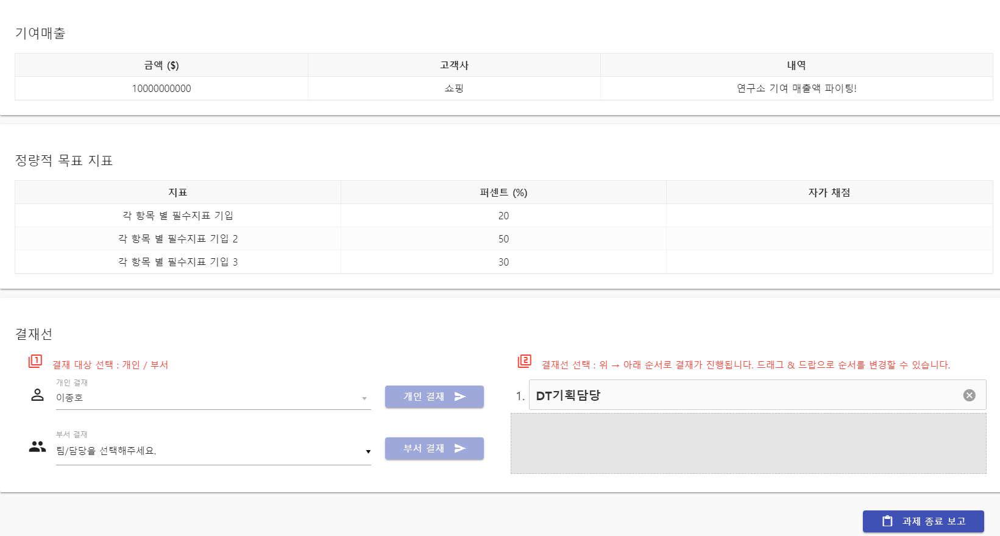 기여매출
금액 ($) 고객사 내역
10000000000 쇼핑 연구소 기여 매출액 파이팅!
정량적 목표 지표
지표 퍼센트 (%) 자가 채점
각 항목 별 필수지표 기입 20
각 항목 별 필수지표 기입 2 50
각 항목 별 필수지표 기입 3 30
결재선
1 결재 대상 선택 : 개인 / 부서
개인 결재
이종호
개인 결재
부서 결재
팀/담당을 선택해주세요.
부서 결재
2 결재선 선택 : 위 → 아래 순서로 결재가 진행됩니다. 드래그 & 드랍으로 순서를 변경할 수 있습니다.
1. DT기획담당
과제 종료 보고